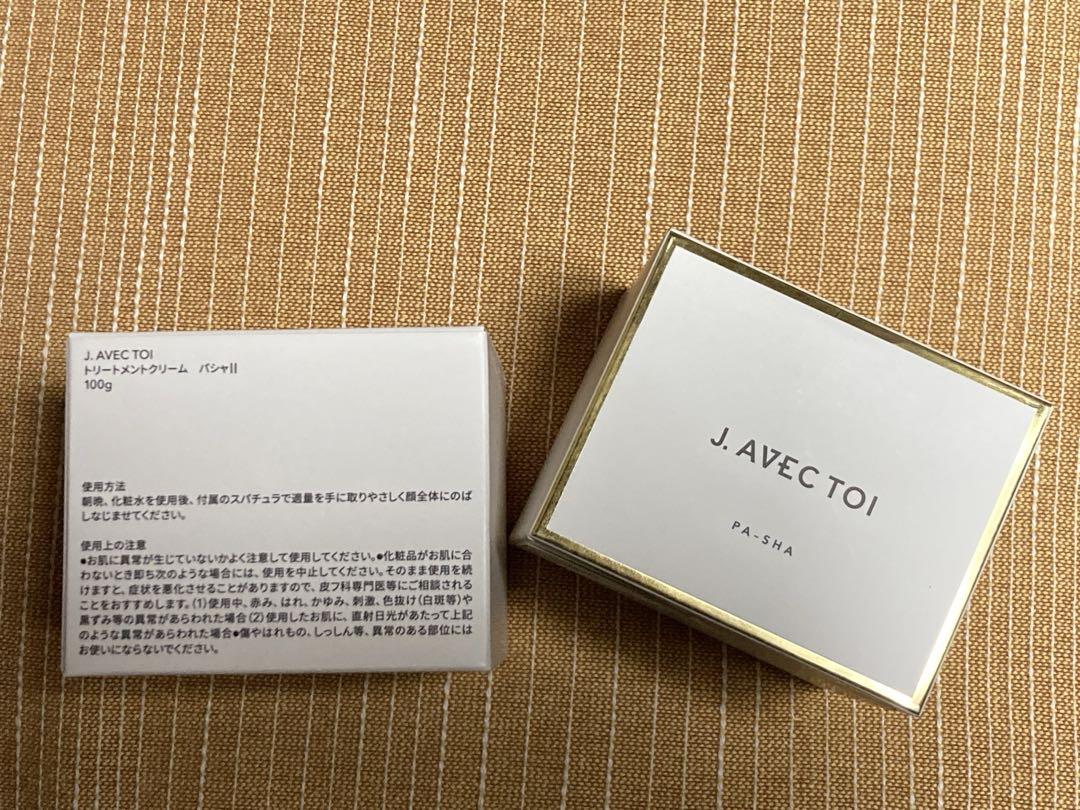 J. AVEC TOI
トリートメントクリーム　パシャII
100g
使用方法
朝晩、化粧水を使用後、付属のスパチュラで適量を手に取りやさしく顔全体にのば
しなじませてください。
使用上の注意
●お肌に異常が生じていないかよく注意して使用してください。●化粧品がお肌に合
わないとき即ち次のような場合には、使用を中止してください。そのまま使用を続
けますと、症状を悪化させることがありますので、皮フ科専門医等にご相談される
ことをおすすめします。(1)使用中、赤み、はれ、かゆみ、刺激、色抜け(白斑等)や
黒ずみ等の異常があらわれた場合(2)使用したお肌に、直射日光があたって上記
のような異常があらわれた場合●傷やはれもの、しっしん等、異常のある部位には
お使いにならないでください。
J. AVEC TOI
PA-SHA